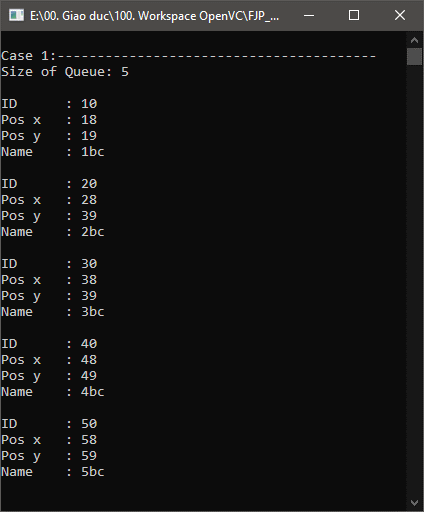 E:\00. Giao duc\100. Workspace OpenVC\FJP_...
Case 1:----------------------------------------
Size of Queue: 5
ID      : 10
Pos x   : 18
Pos y   : 19
Name    : 1bc
ID      : 20
Pos x   : 28
Pos y   : 39
Name    : 2bc
ID      : 30
Pos x   : 38
Pos y   : 39
Name    : 3bc
ID      : 40
Pos x   : 48
Pos y   : 49
Name    : 4bc
ID      : 50
Pos x   : 58
Pos y   : 59
Name    : 5bc